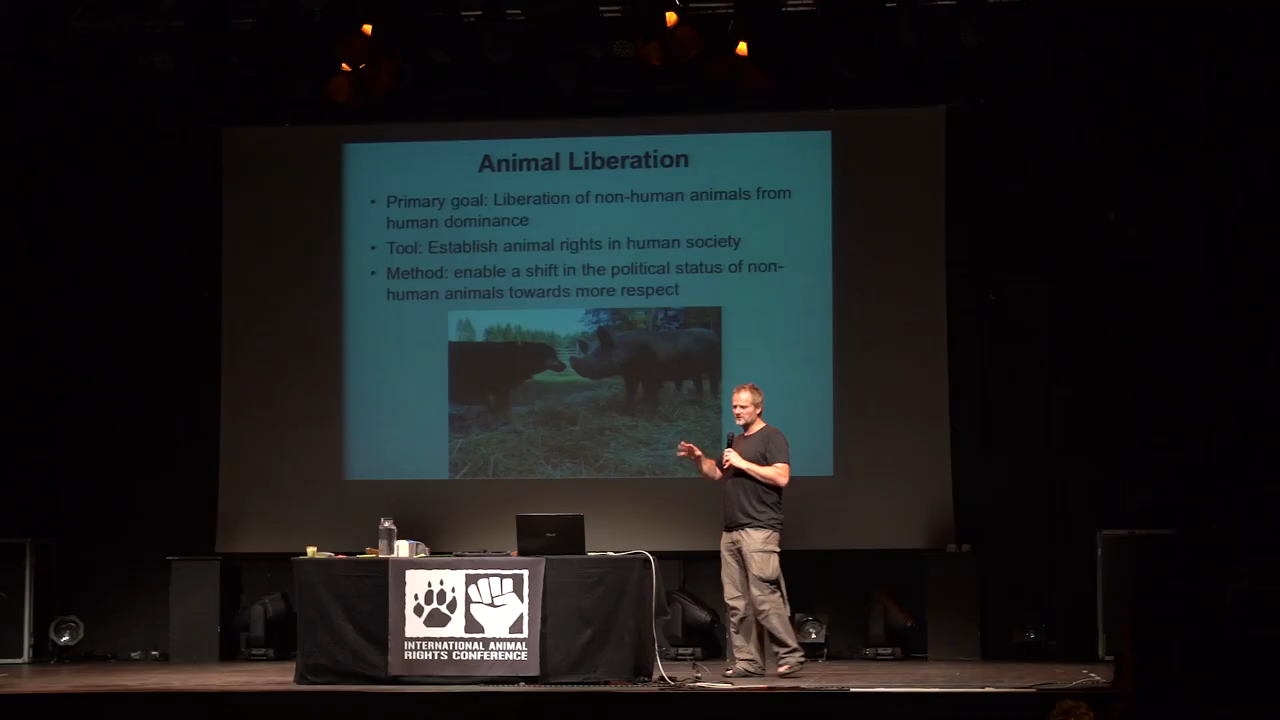 Animal Liberation
• Primary goal: Liberation of non-human animals from
human dominance
• Tool: Establish animal rights in human society
• Method: enable a shift in the political status of non-
human animals towards more respect
INTERNATIONAL ANIMAL
RIGHTS CONFERENCE